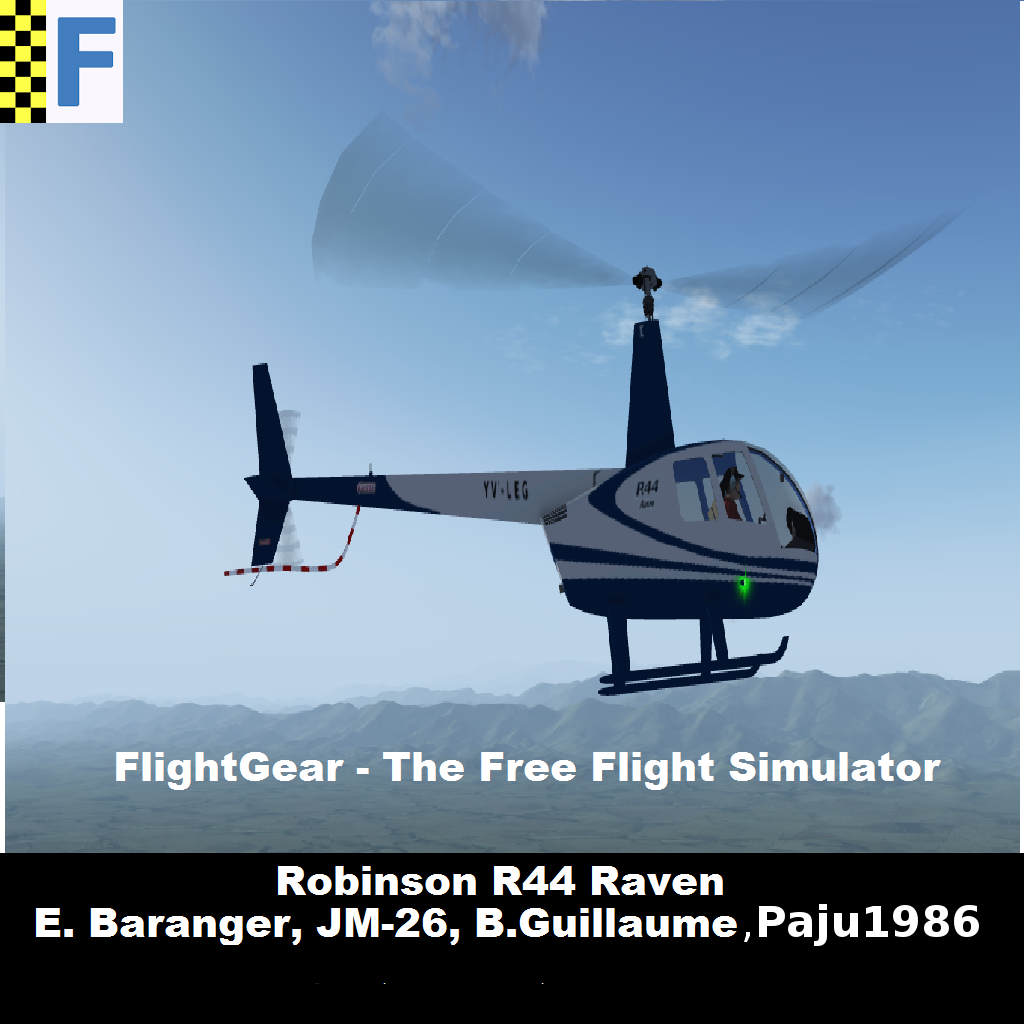 F
YV-LEG
R44
FlightGear - The Free Flight Simulator
Robinson R44 Raven
E. Baranger, JM-26, B.Guillaume,Paju1986